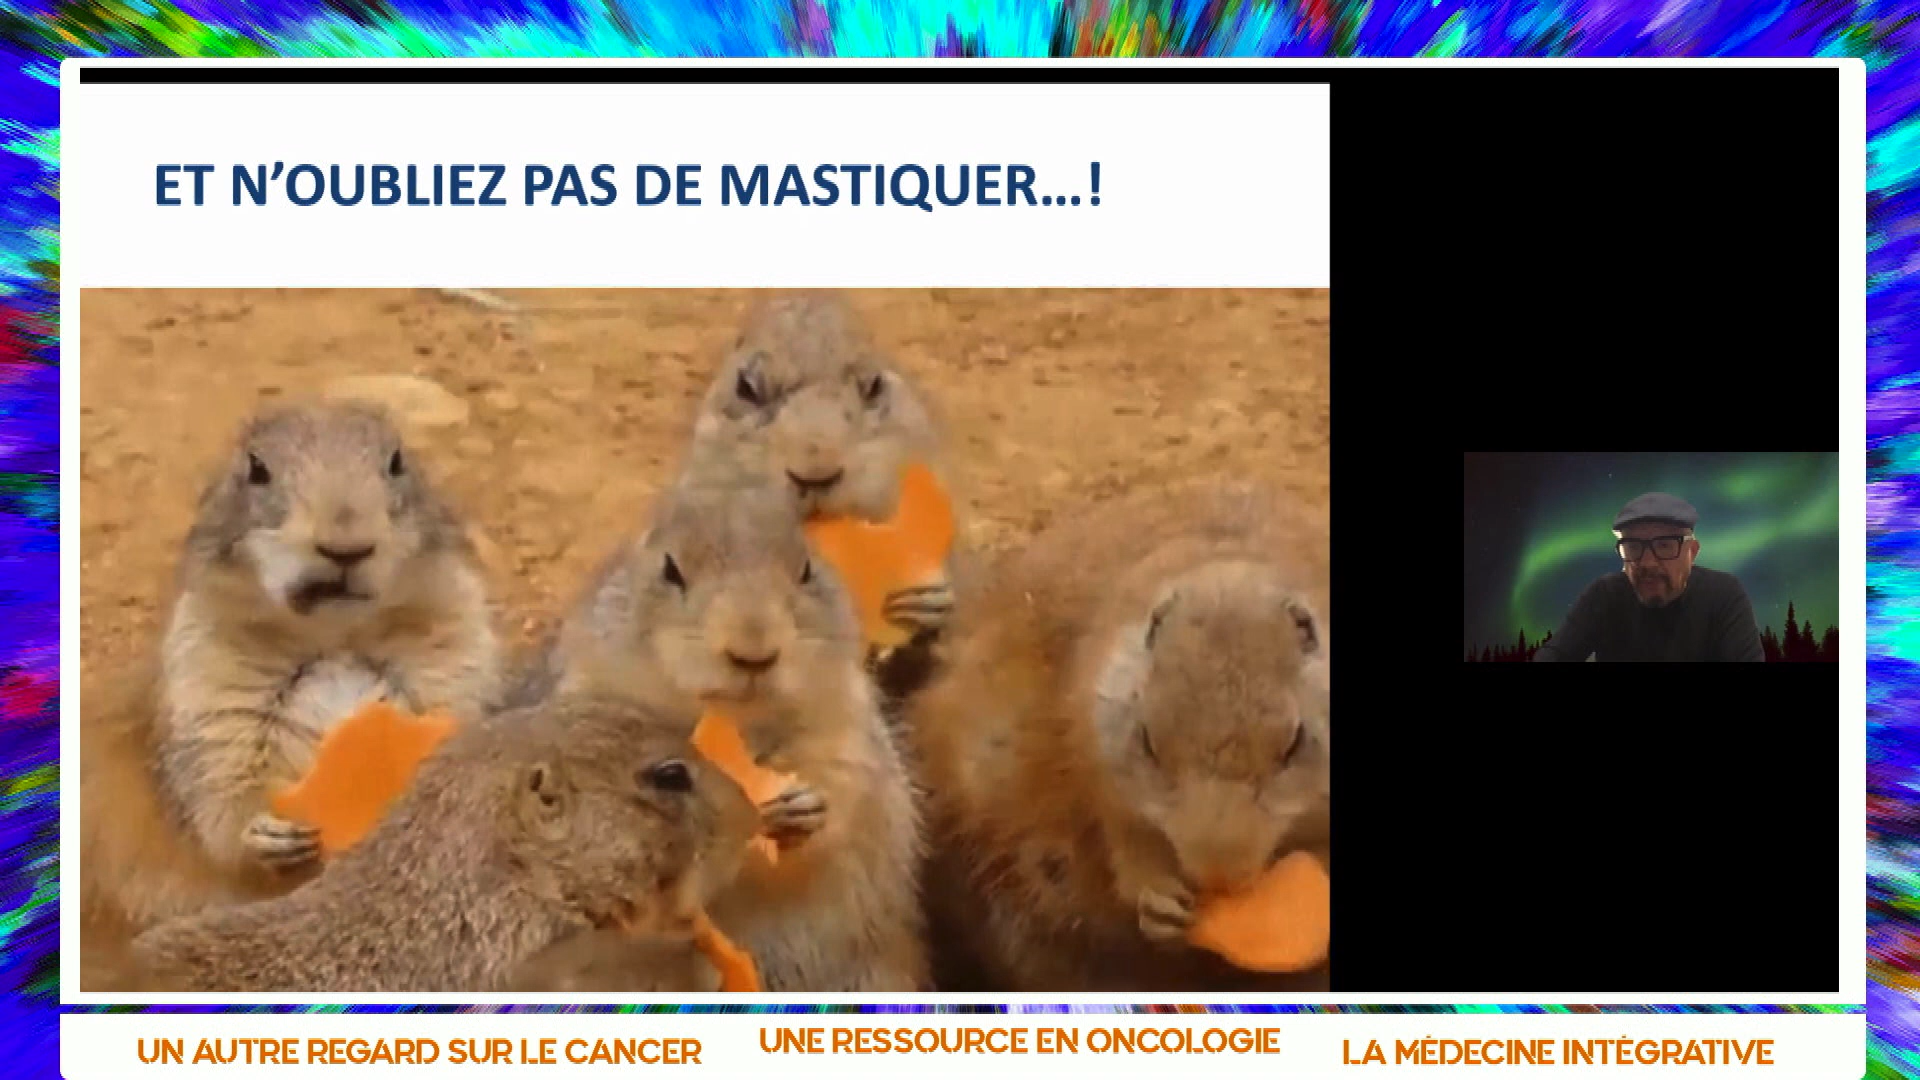 ET N’OUBLIEZ PAS DE MASTIQUER…!
UN AUTRE REGARD SUR LE CANCER
UNE RESSOURCE EN ONCOLOGIE
LA MÉDECINE INTÉGRATIVE